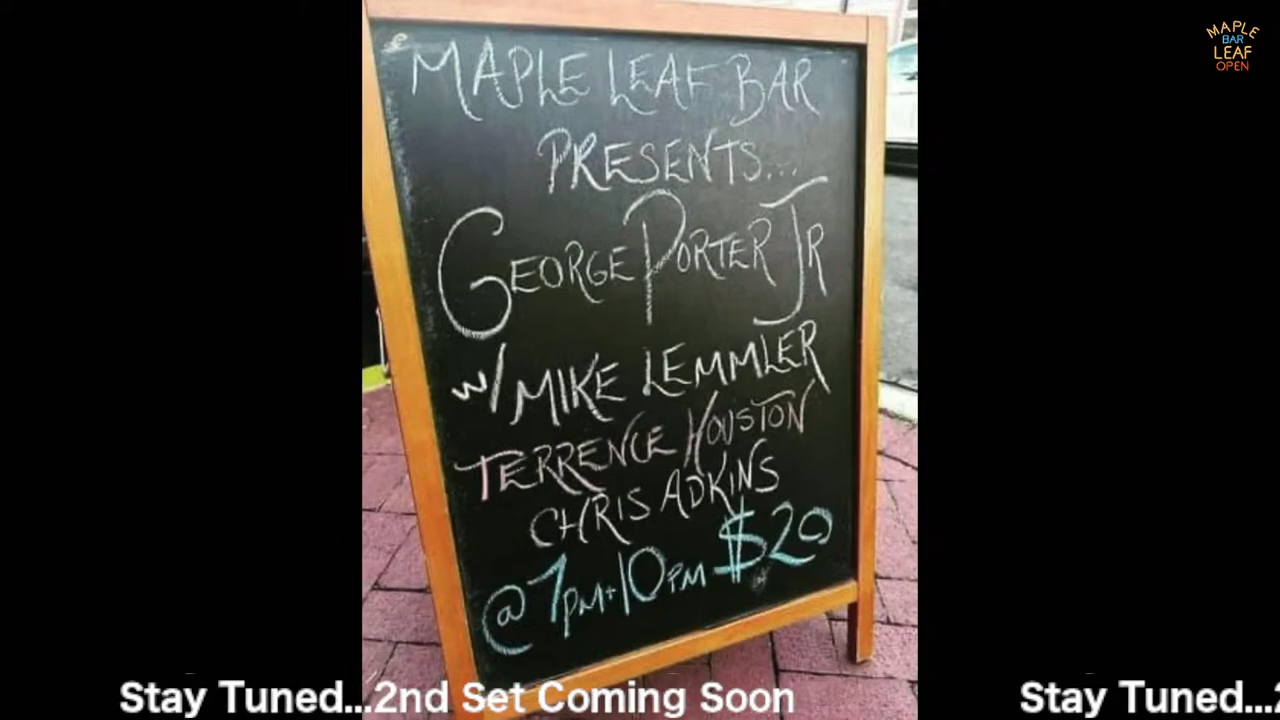 MAPLE LEAF BAR
PRESENTS...
GEORGE PORTER JR
w/ MIKE LEMMLER
TERRENCE HOUSTON
CHRIS ADKINS
@ 7PM + 10PM $20
MAPLE
BAR
LEAF
OPEN
Stay Tuned...2nd Set Coming Soon
Stay Tuned...2